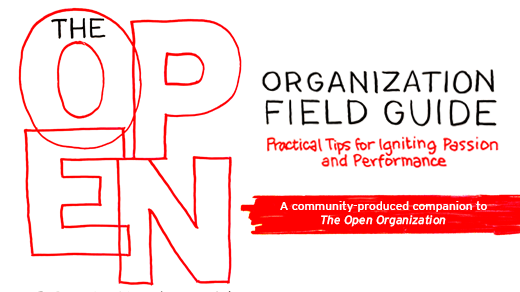 THE
OPEN
ORGANIZATION
FIELD GUIDE
Practical Tips for Igniting Passion
and Performance
A community-produced companion to
The Open Organization